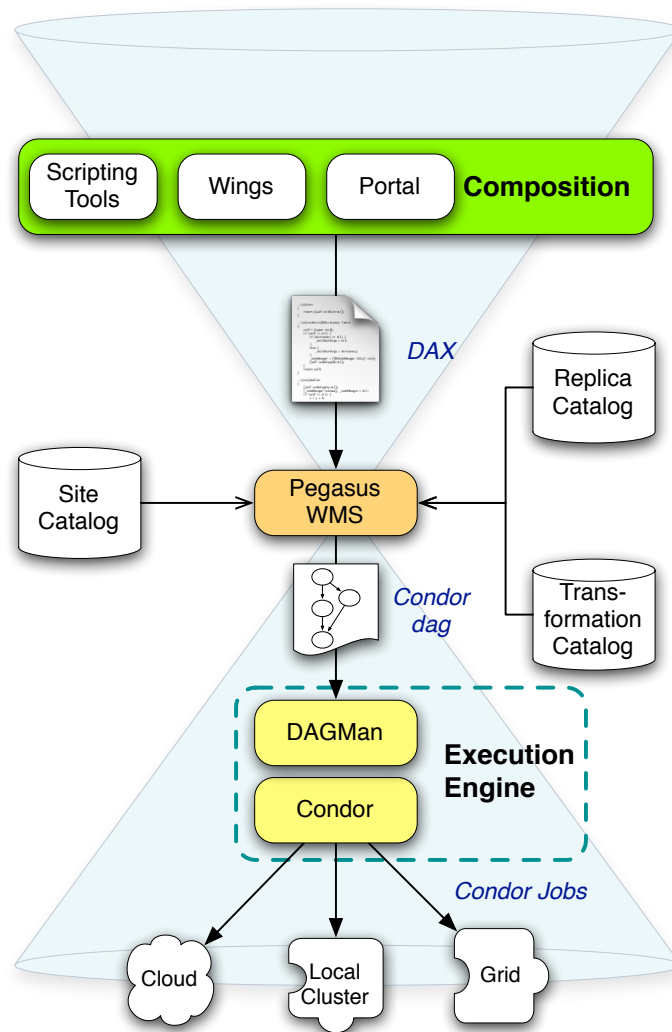 Scripting
Tools
Wings
Portal
Composition
DAX
Replica
Catalog
Site
Catalog
Pegasus
WMS
Condor
dag
Trans-
formation
Catalog
DAGMan
Execution
Engine
Condor
Condor Jobs
Cloud
Local
Cluster
Grid